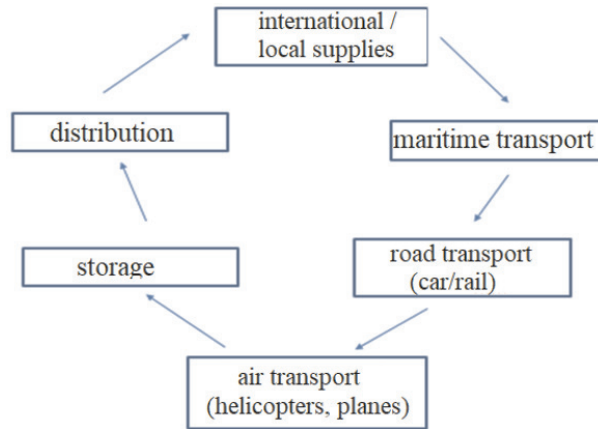 international /
local supplies
maritime transport
road transport
(car/rail)
air transport
(helicopters, planes)
storage
distribution